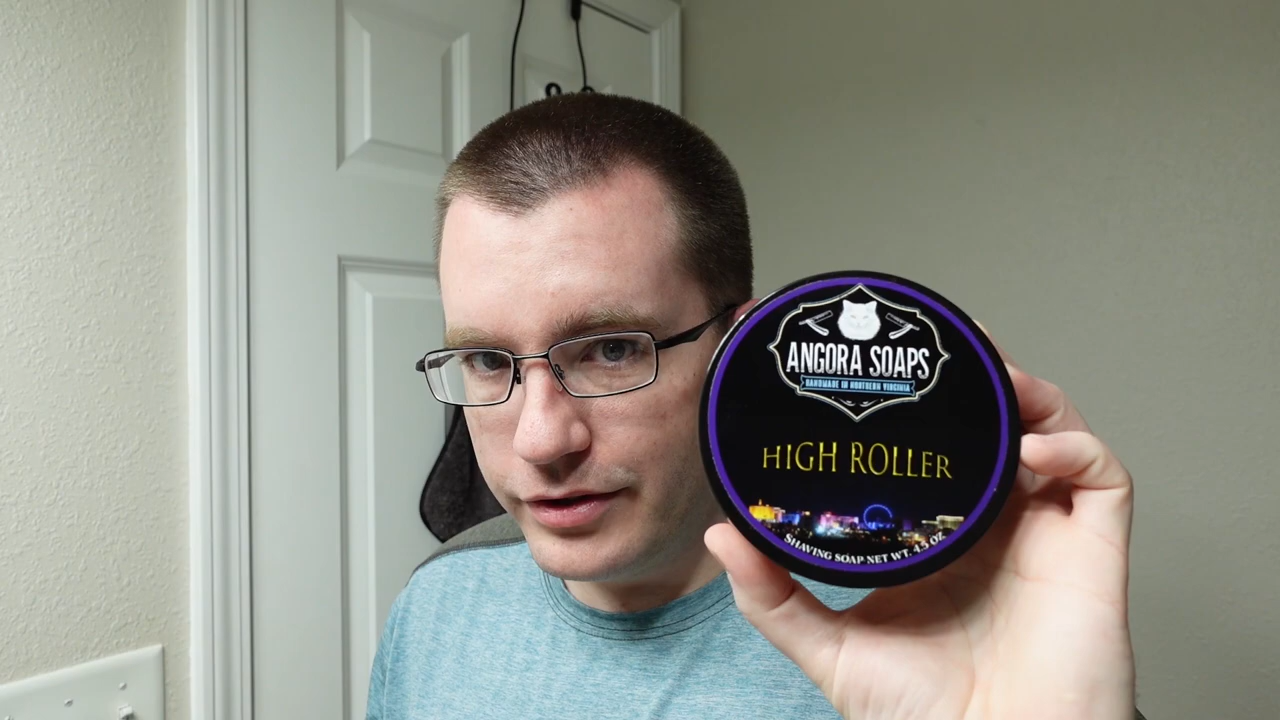 ANGORA SOAPS
HANDMADE IN NORTHERN VIRGINIA
HIGH ROLLER
SHAVING SOAP NET WT. 4.5 OZ